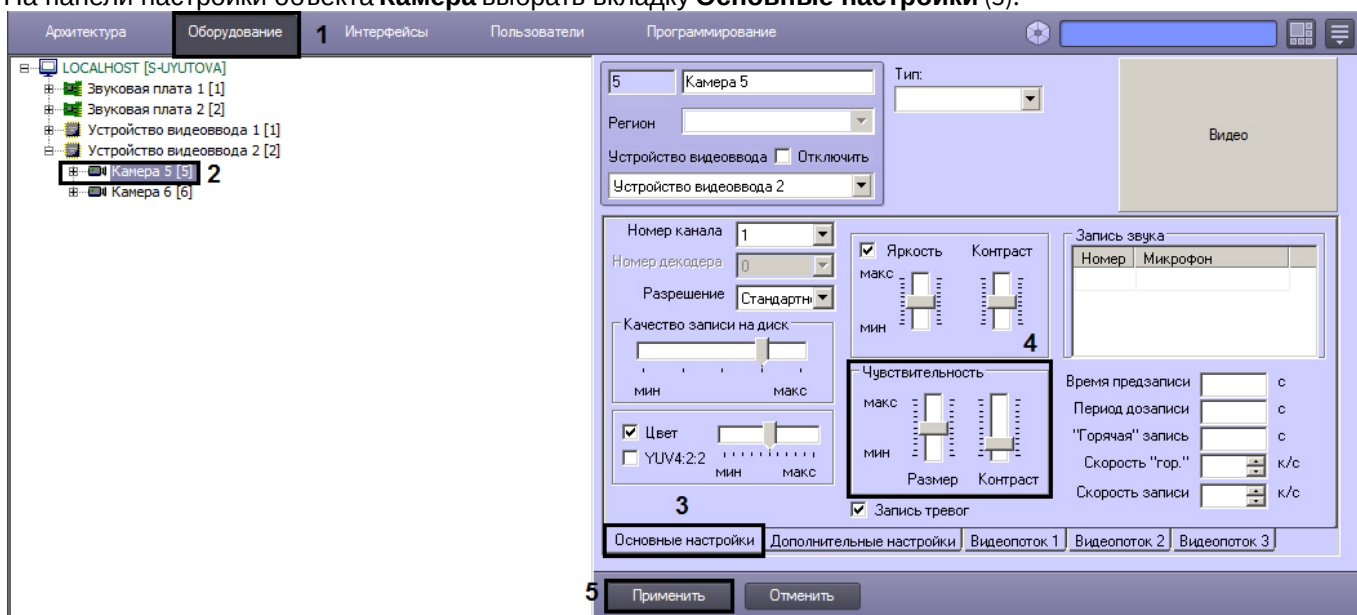 На панели настройки объекта Камера выбрать вкладку Основные настройки (3).
Архитектура Оборудование 1 Интерфейсы Пользователи Программирование
LOCALHOST [S-UYUTOVA]
Звуковая плата 1 [1]
Звуковая плата 2 [2]
Устройство видеоввода 1 [1]
Устройство видеоввода 2 [2]
Камера 5 [5] 2
Камера 6 [6]
5 Камера 5
Тип:
Регион
Устройство видеоввода Отключить
Устройство видеоввода 2
Видео
Номер канала 1
Номер декодера 0
Разрешение Стандартн
Качество записи на диск
мин макс
Цвет
YUV4:2:2
мин макс
3
Яркость Контраст
макс
мин
4
Чувствительность
макс
мин
Размер Контраст
Запись тревог
Запись звука
Номер Микрофон
Время предзаписи с
Период дозаписи с
"Горячая" запись с
Скорость "гор." к/с
Скорость записи к/с
Основные настройки Дополнительные настройки Видеопоток 1 Видеопоток 2 Видеопоток 3
5 Применить Отменить